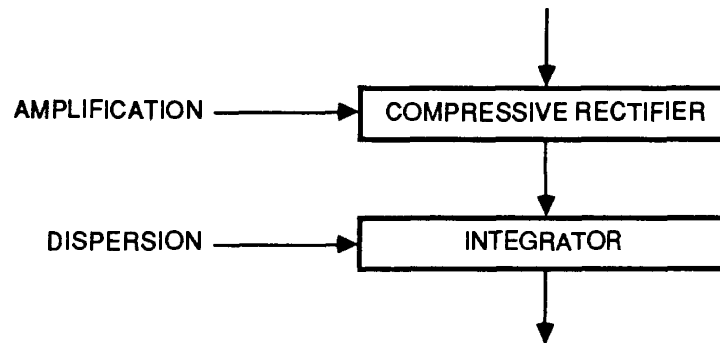 AMPLIFICATION
COMPRESSIVE RECTIFIER
DISPERSION
INTEGRATOR